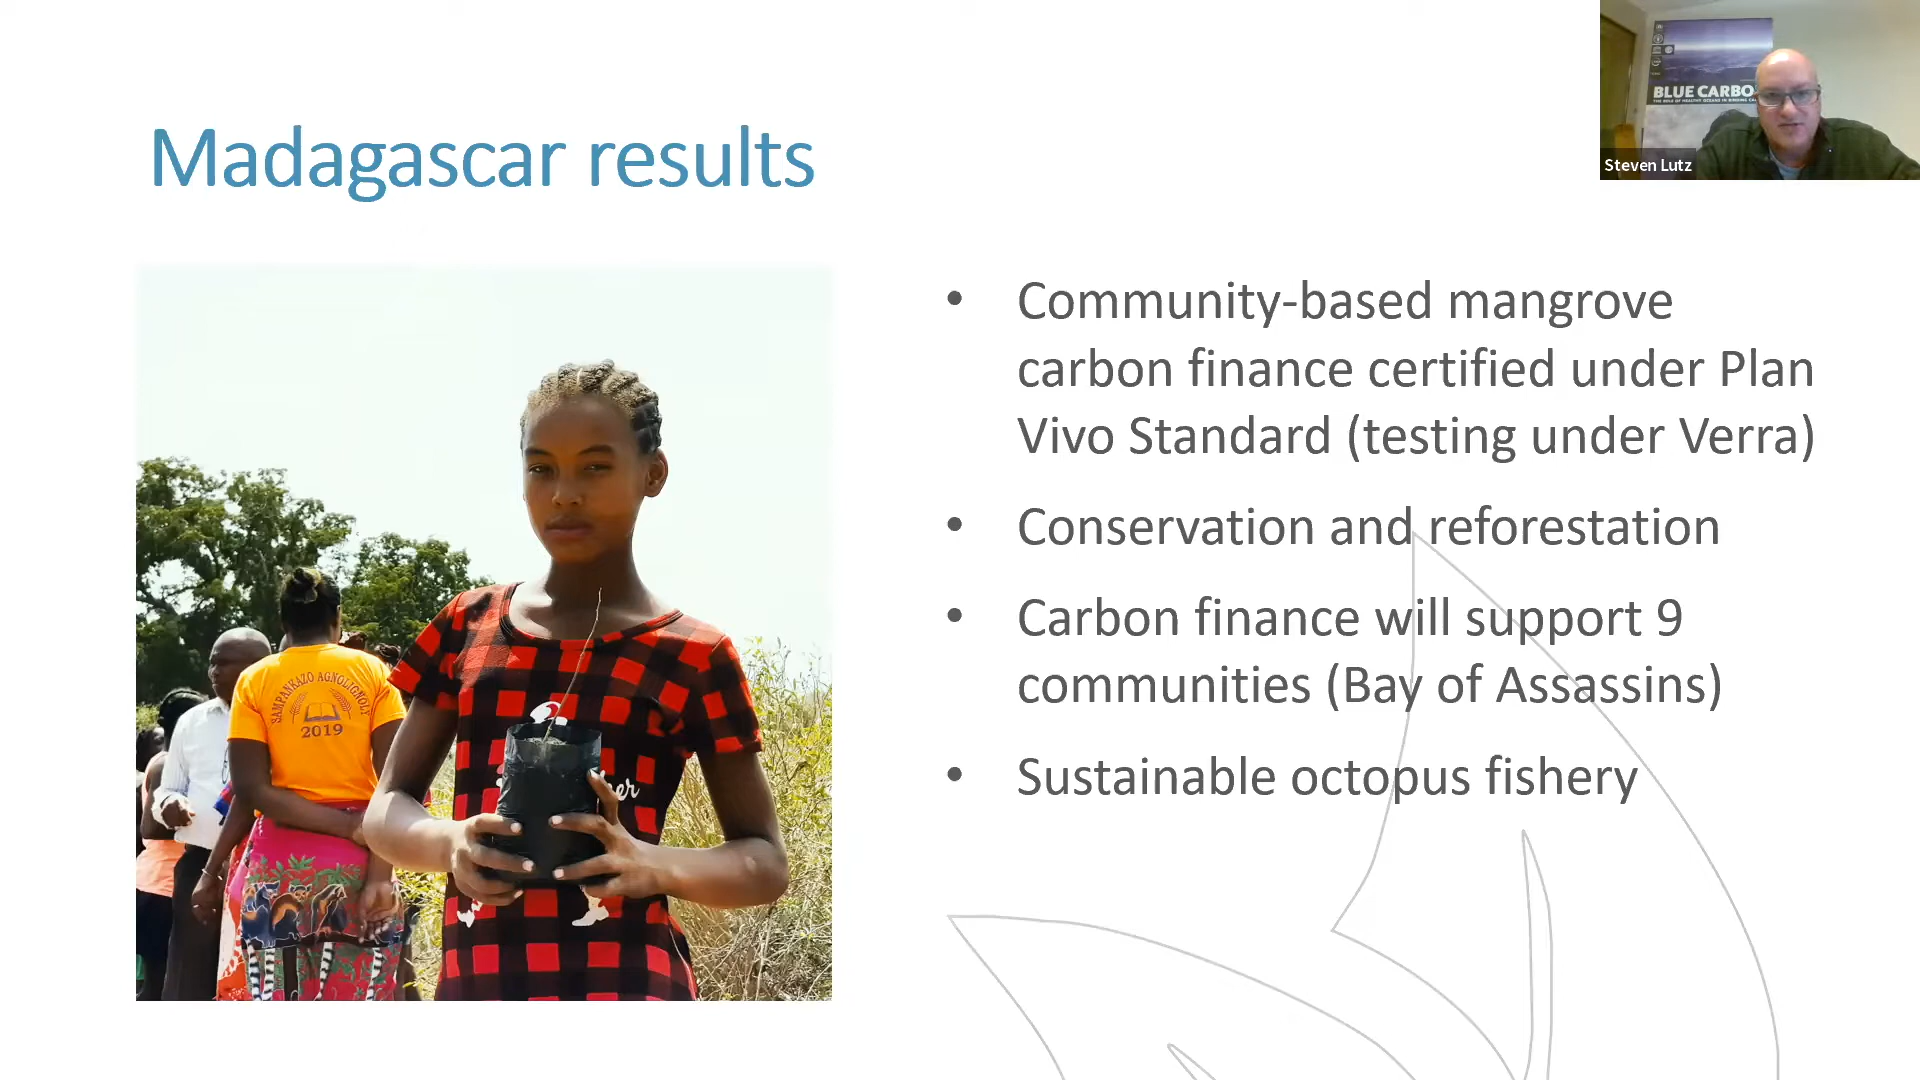 Madagascar results
BLUE CARBO
Steven Lutz
SAMPANKAZO AGNOLIGNOLY
2019
• Community-based mangrove
carbon finance certified under Plan
Vivo Standard (testing under Verra)
• Conservation and reforestation
• Carbon finance will support 9
communities (Bay of Assassins)
• Sustainable octopus fishery